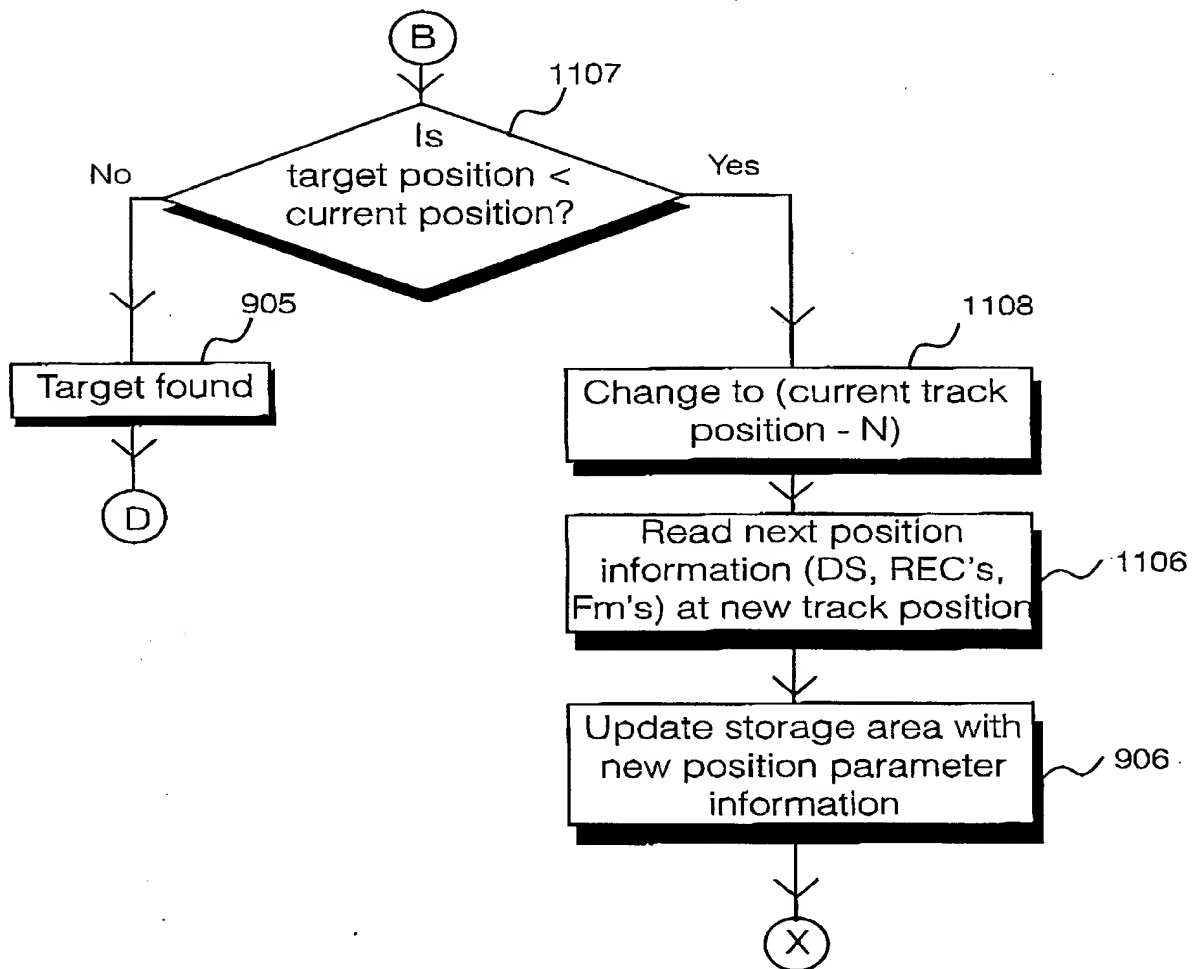 B
1107
Is
target position <
current position?
No
Yes
905
Target found
D
1108
Change to (current track
position - N)
Read next position
information (DS, REC's,
Fm's) at new track position
1106
Update storage area with
new position parameter
information
906
X